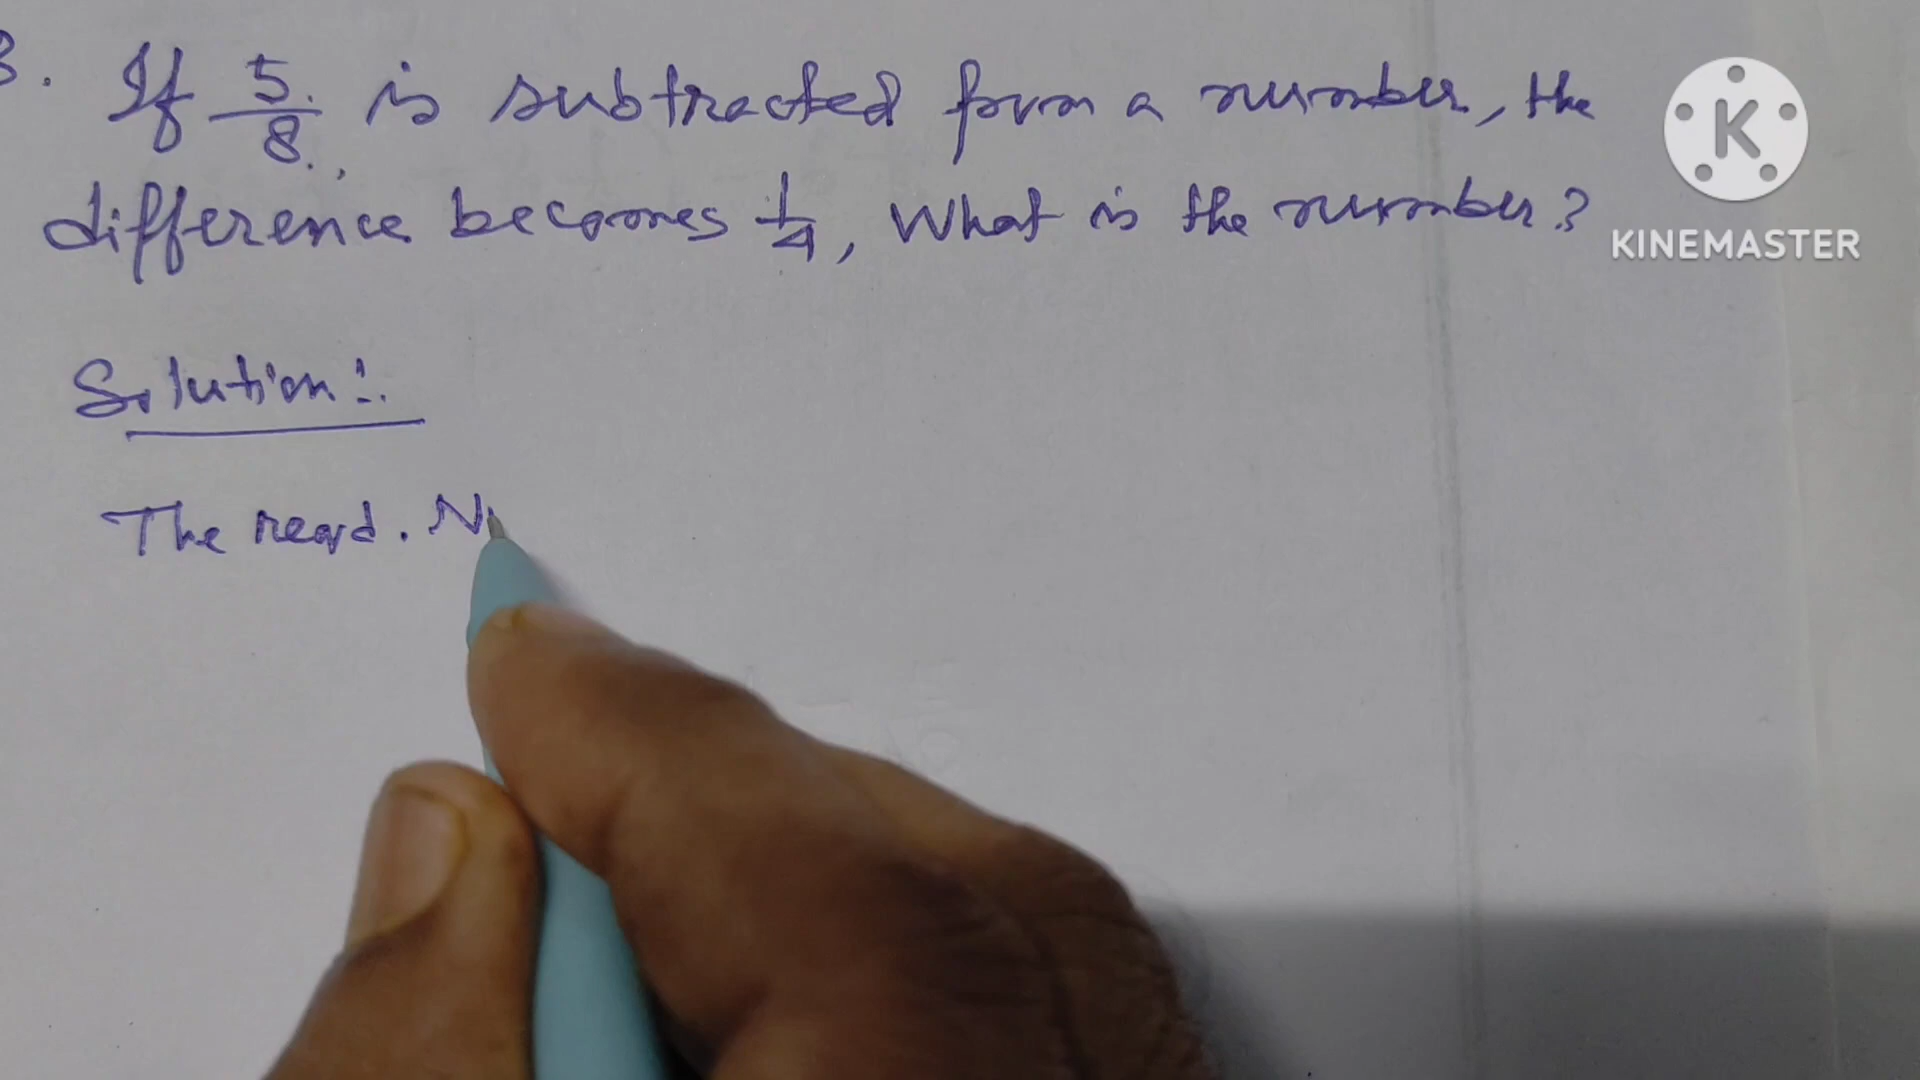 3. If 5/8 is subtracted form a number, the
difference becomes 1/4, What is the number?
Solution:.
The reqd. N
K
KINEMASTER